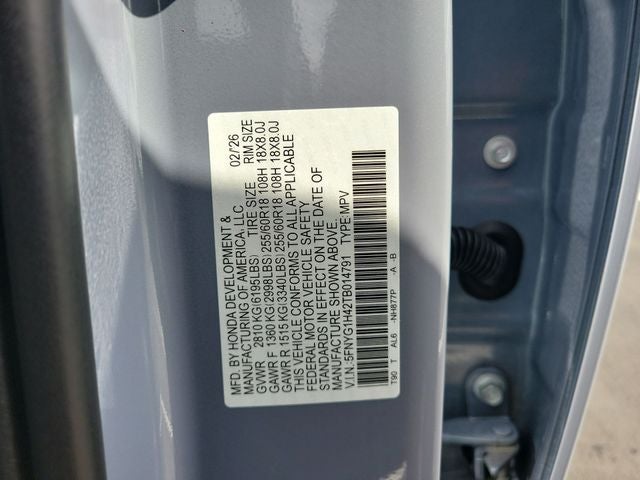 MFD. BY HONDA DEVELOPMENT & 02/'26
MANUFACTURING OF AMERICA, LLC
GVWR 2810 KG(6195LBS) TIRE SIZE RIM SIZE
GAWR F 1360 KG(2998LBS) 255/60R18 108H 18X8.0J
GAWR R 1515 KG(3340LBS) 255/60R18 108H 18X8.0J
THIS VEHICLE CONFORMS TO ALL APPLICABLE
FEDERAL MOTOR VEHICLE SAFETY
STANDARDS IN EFFECT ON THE DATE OF
MANUFACTURE SHOWN ABOVE.
V.I.N.:5FNYG1H42TB014791 TYPE:MPV
T90 T AL6 -NH877P -A -B